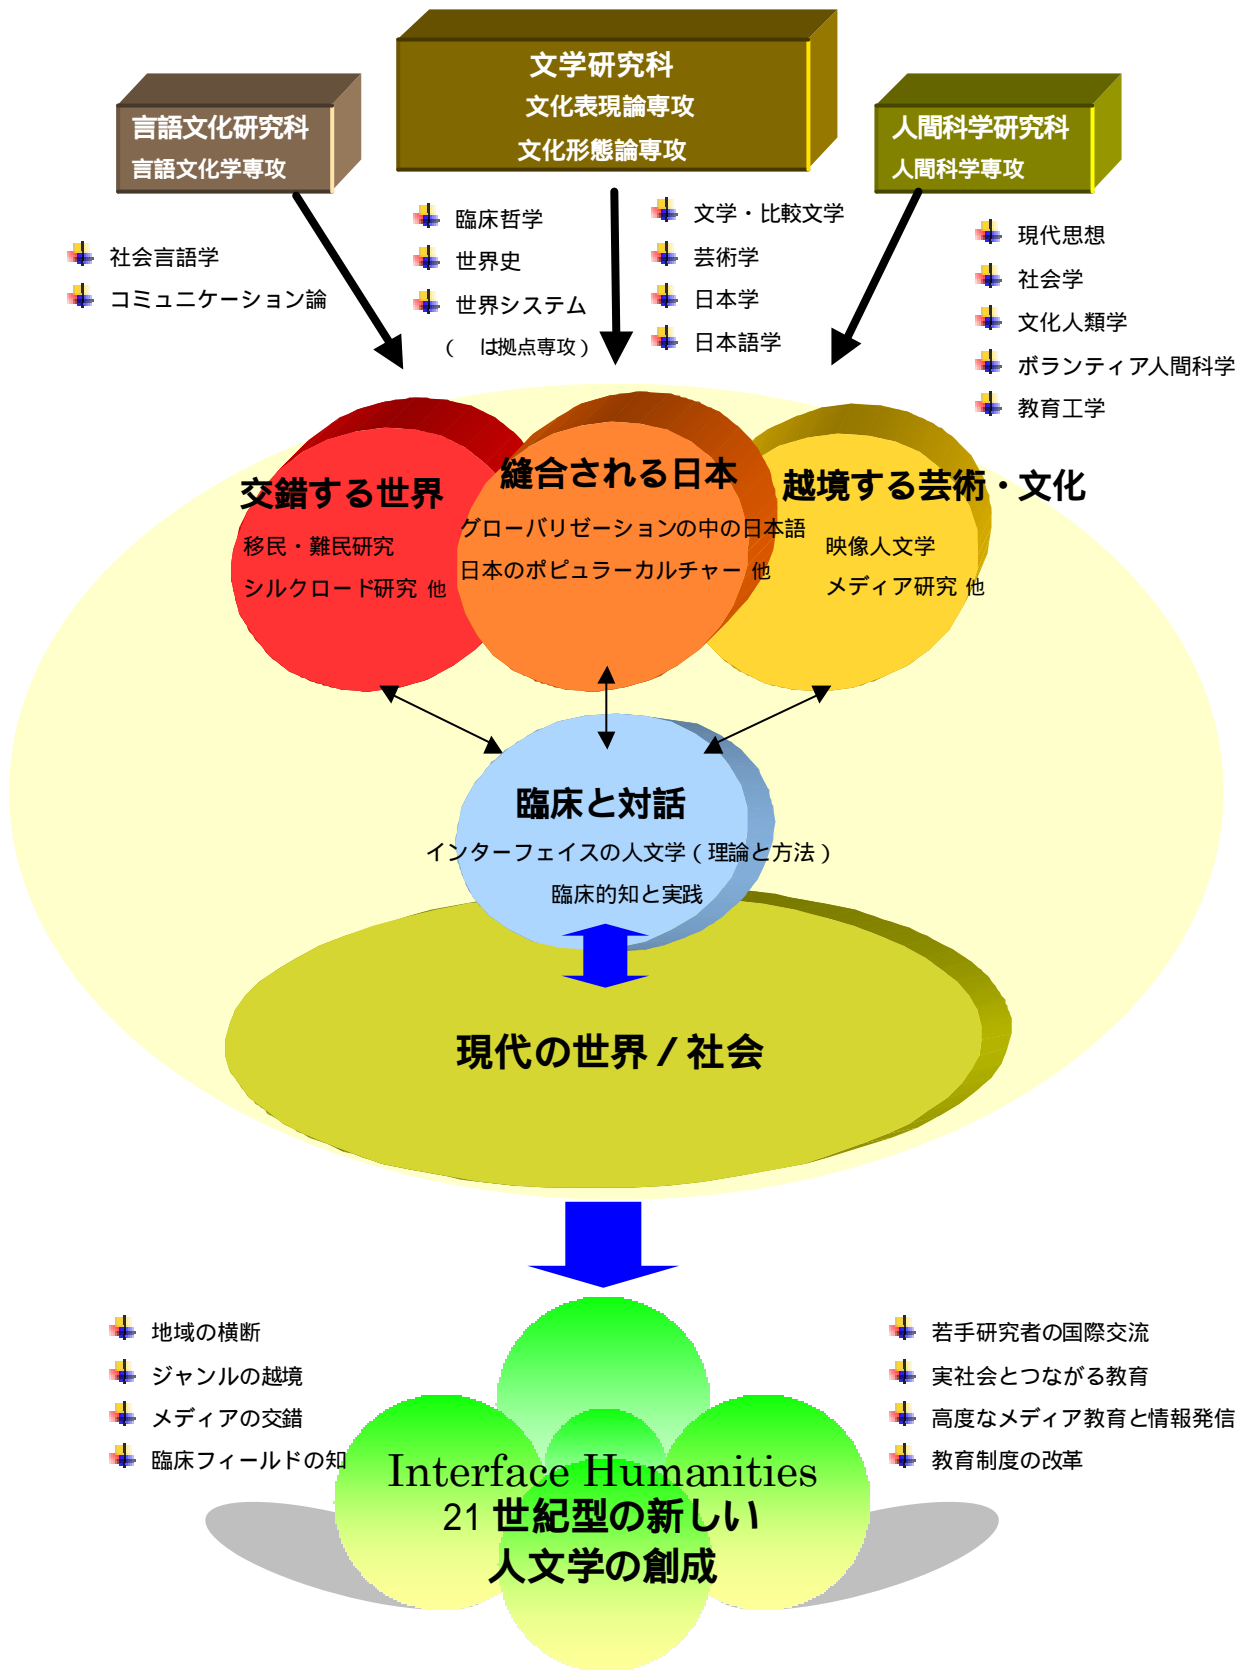 文学研究科
文化表現論専攻
文化形態論専攻
言語文化研究科
言語文化学専攻
人間科学研究科
人間科学専攻
社会言語学
コミュニケーション論
臨床哲学
世界史
世界システム
( は拠点専攻)
文学・比較文学
芸術学
日本学
日本語学
現代思想
社会学
文化人類学
ボランティア人間科学
教育工学
交錯する世界
移民・難民研究
シルクロード研究 他
縫合される日本
グローバリゼーションの中の日本語
日本のポピュラーカルチャー 他
越境する芸術・文化
映像人文学
メディア研究 他
臨床と対話
インターフェイスの人文学(理論と方法)
臨床的知と実践
現代の世界/社会
地域の横断
ジャンルの越境
メディアの交錯
臨床フィールドの知
若手研究者の国際交流
実社会とつながる教育
高度なメディア教育と情報発信
教育制度の改革
Interface Humanities
21世紀型の新しい
人文学の創成